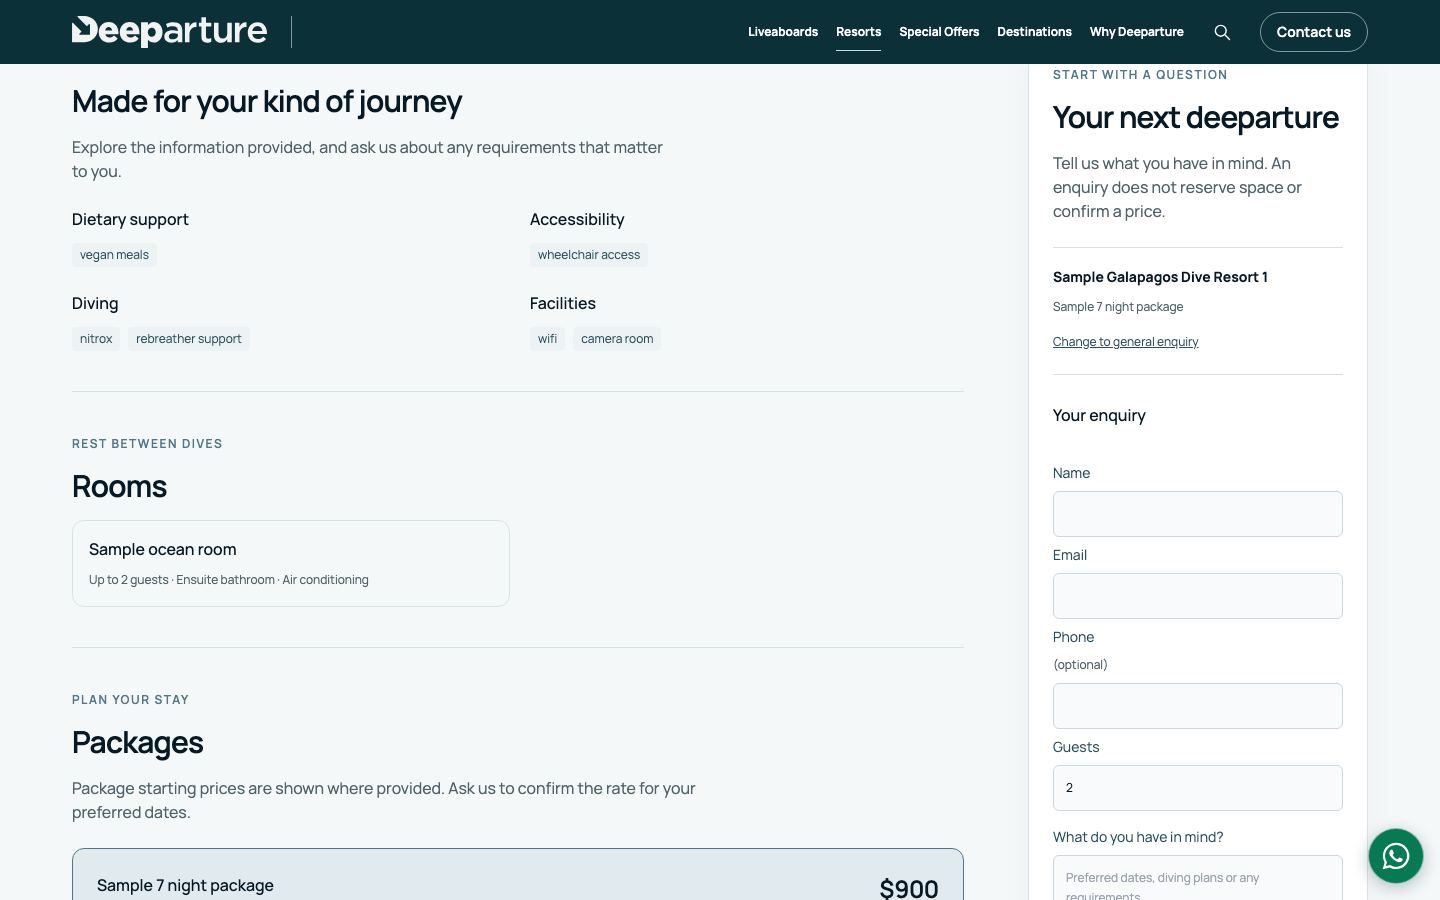 Deeparture
Liveaboards
Resorts
Special Offers
Destinations
Why Deeparture
Contact us
Made for your kind of journey
Explore the information provided, and ask us about any requirements that matter
to you.
Dietary support
vegan meals
Accessibility
wheelchair access
Diving
nitrox
rebreather support
Facilities
wifi
camera room
REST BETWEEN DIVES
Rooms
Sample ocean room
Up to 2 guests · Ensuite bathroom · Air conditioning
PLAN YOUR STAY
Packages
Package starting prices are shown where provided. Ask us to confirm the rate for your
preferred dates.
Sample 7 night package
$900
START WITH A QUESTION
Your next deeparture
Tell us what you have in mind. An
enquiry does not reserve space or
confirm a price.
Sample Galapagos Dive Resort 1
Sample 7 night package
Change to general enquiry
Your enquiry
Name
Email
Phone
(optional)
Guests
2
What do you have in mind?
Preferred dates, diving plans or any
requirements